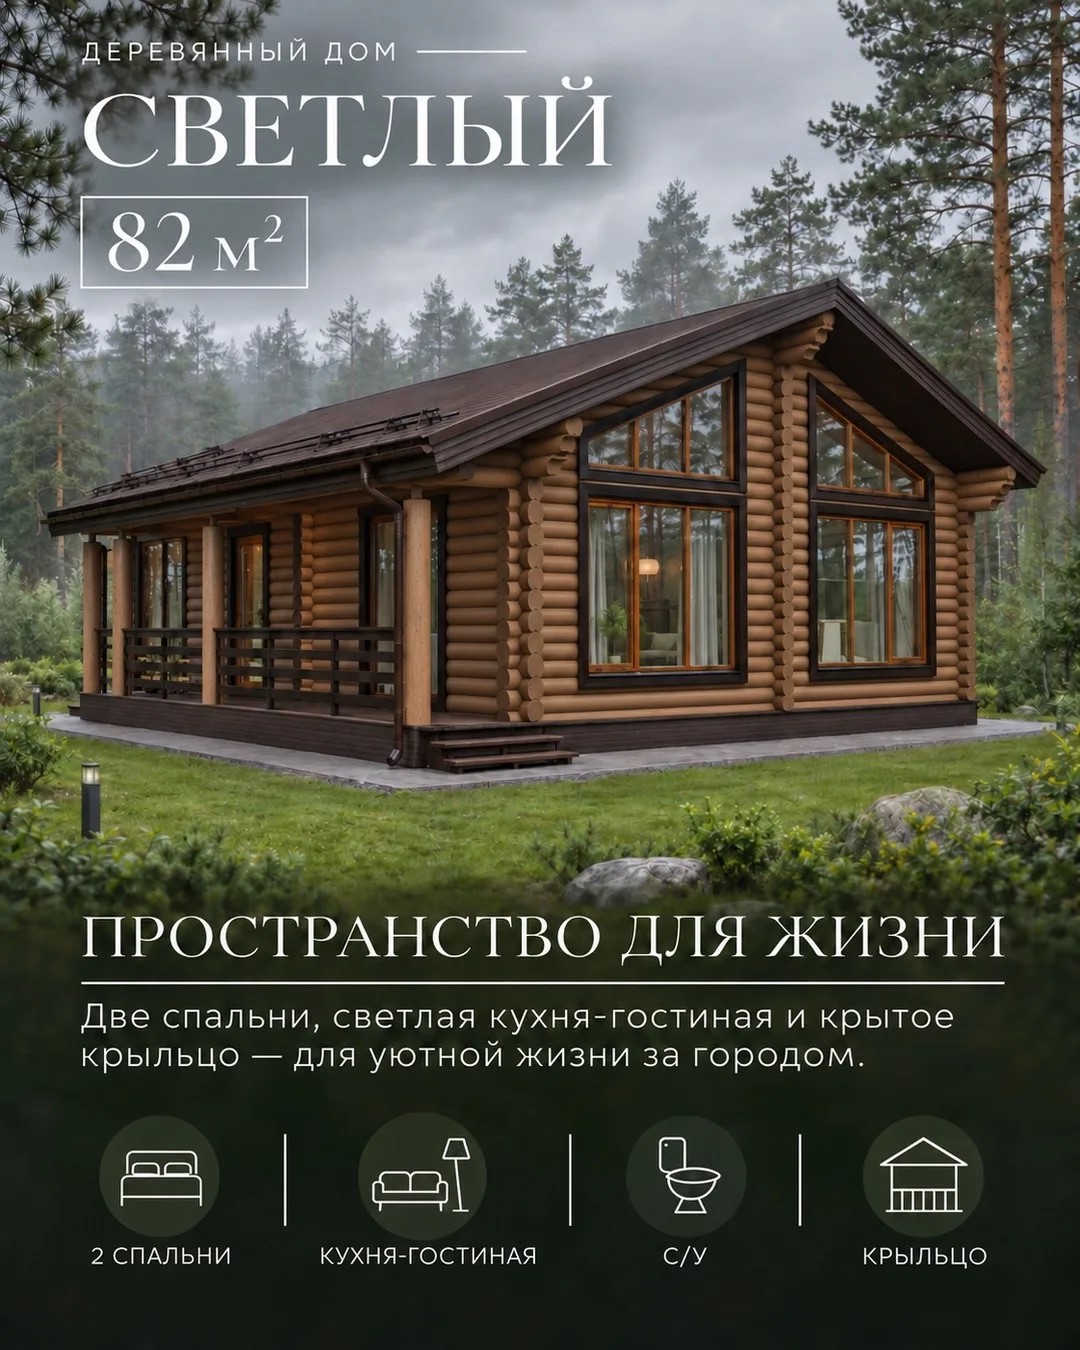 ДЕРЕВЯННЫЙ ДОМ
СВЕТЛЫЙ
82 м²
ПРОСТРАНСТВО ДЛЯ ЖИЗНИ
Две спальни, светлая кухня-гостиная и крытое
крыльцо — для уютной жизни за городом.
2 СПАЛЬНИ
КУХНЯ-ГОСТИНАЯ
С/У
КРЫЛЬЦО